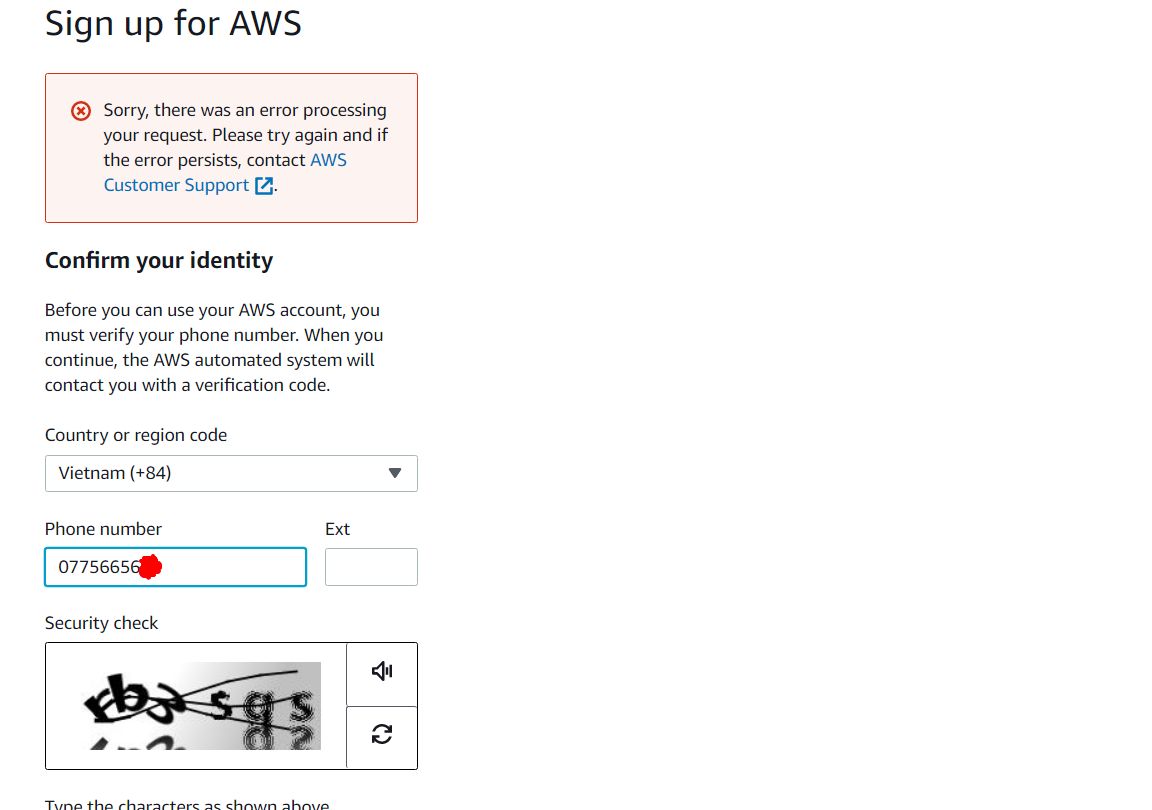 Sign up for AWS
Sorry, there was an error processing
your request. Please try again and if
the error persists, contact AWS
Customer Support.
Confirm your identity
Before you can use your AWS account, you
must verify your phone number. When you
continue, the AWS automated system will
contact you with a verification code.
Country or region code
Vietnam (+84)
Phone number
Ext
07756656
Security check
Type the characters as shown above